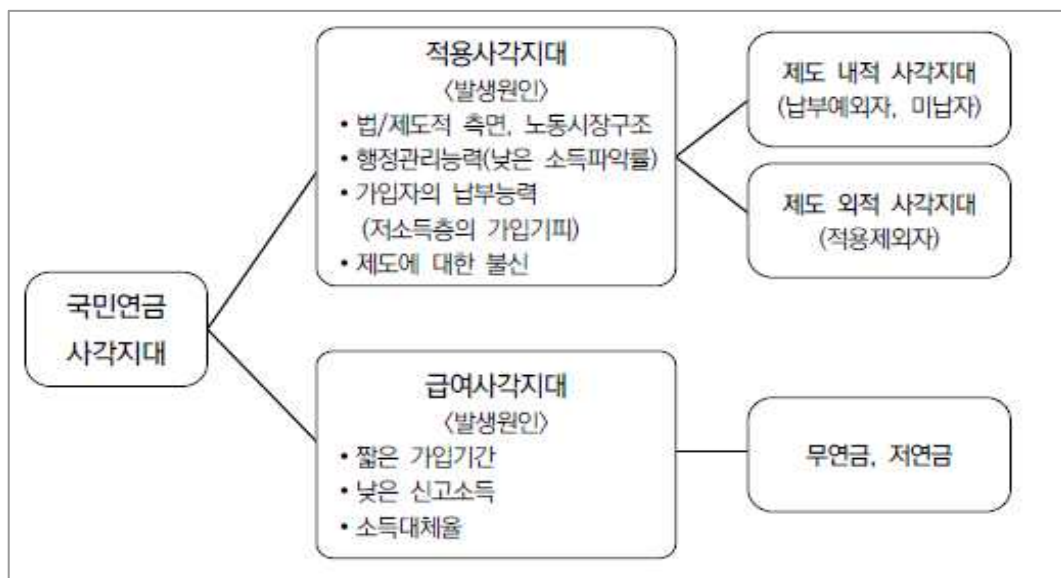 국민연금
사각지대
적용사각지대
〈발생원인〉
• 법/제도적 측면, 노동시장구조
• 행정관리능력(낮은 소득파악률)
• 가입자의 납부능력
(저소득층의 가입기피)
• 제도에 대한 불신
제도 내적 사각지대
(납부예외자, 미납자)
제도 외적 사각지대
(적용제외자)
급여사각지대
〈발생원인〉
• 짧은 가입기간
• 낮은 신고소득
• 소득대체율
무연금, 저연금